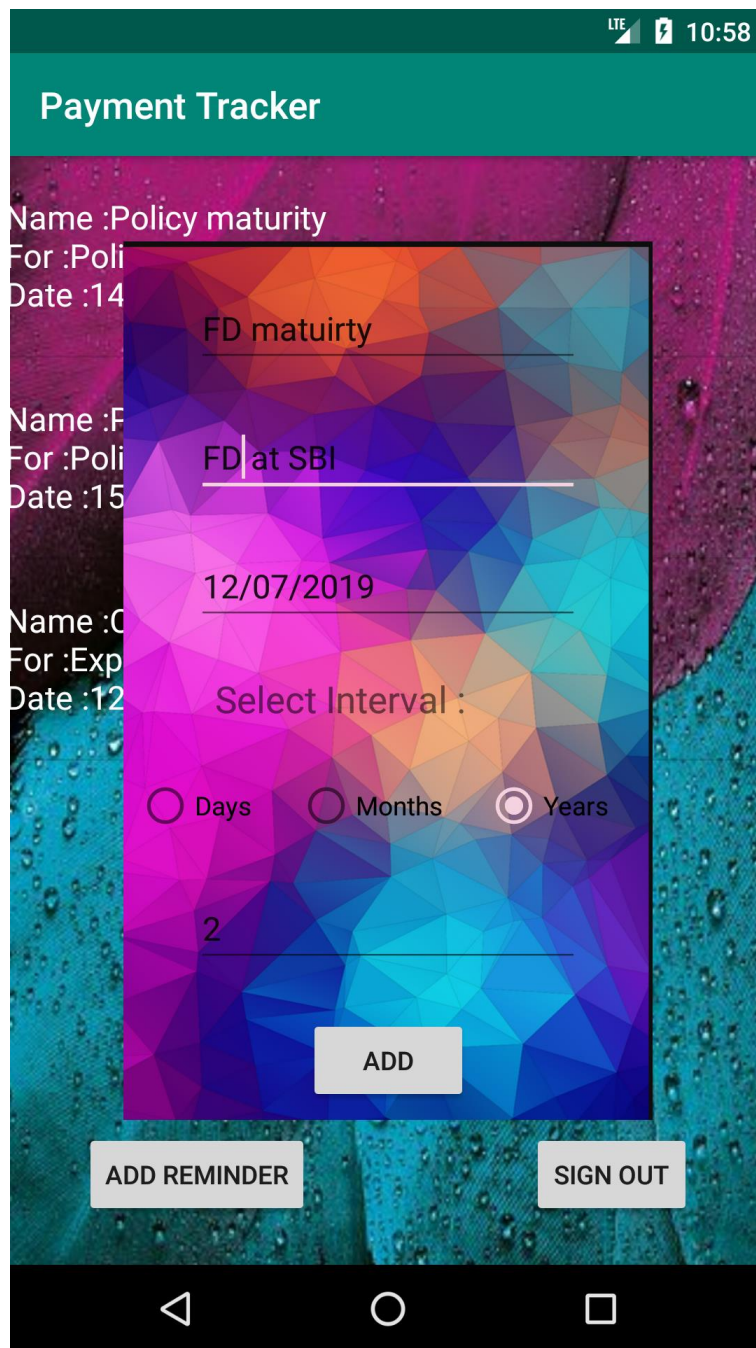 LTE 10:58
Payment Tracker
Name :Policy maturity
For :Poli
Date :14
Name :P
For :Poli
Date :15
Name :C
For :Exp
Date :12
FD matuirty
FD at SBI
12/07/2019
Select Interval :
Days Months Years
2
ADD
ADD REMINDER SIGN OUT